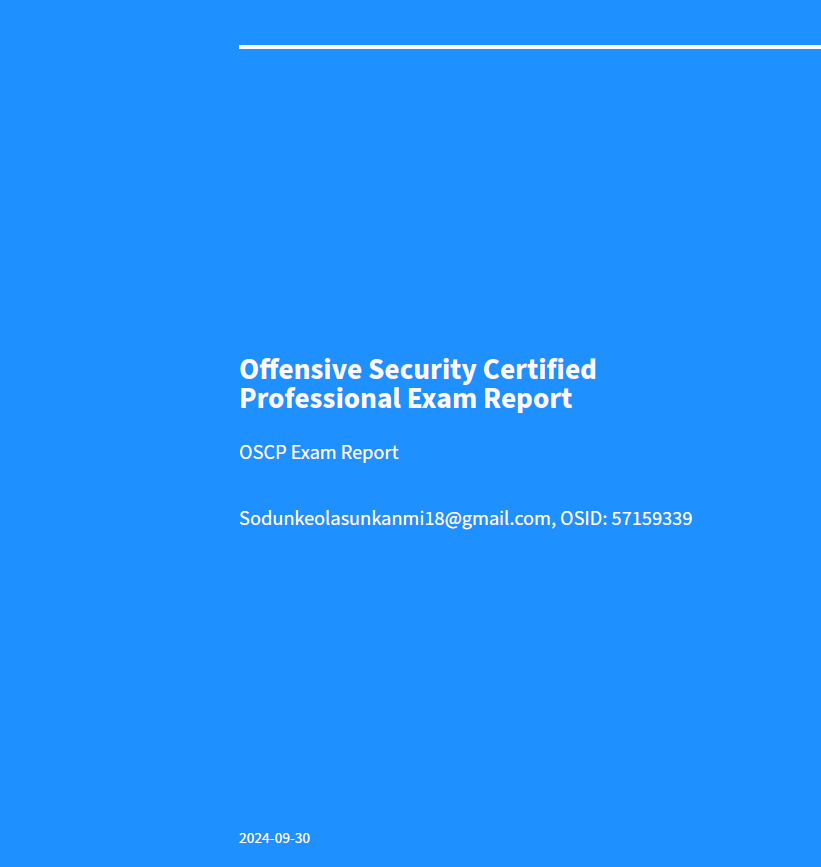 Offensive Security Certified
Professional Exam Report
OSCP Exam Report
Sodunkeolasunkanmi18@gmail.com, OSID: 57159339
2024-09-30